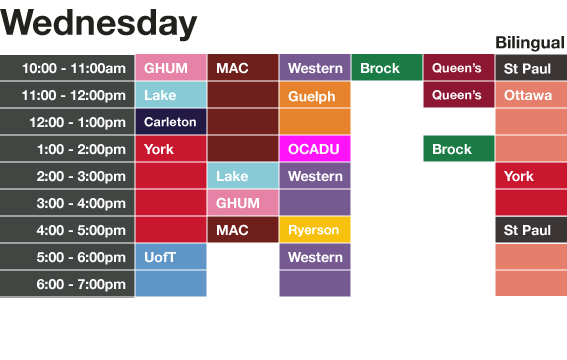 Wednesday
Bilingual
10:00 - 11:00am GHUM MAC Western Brock Queen's St Paul
11:00 - 12:00pm Lake Guelph Queen's Ottawa
12:00 - 1:00pm Carleton
1:00 - 2:00pm York OCADU Brock
2:00 - 3:00pm Lake Western York
3:00 - 4:00pm GHUM
4:00 - 5:00pm MAC Ryerson St Paul
5:00 - 6:00pm UofT Western
6:00 - 7:00pm